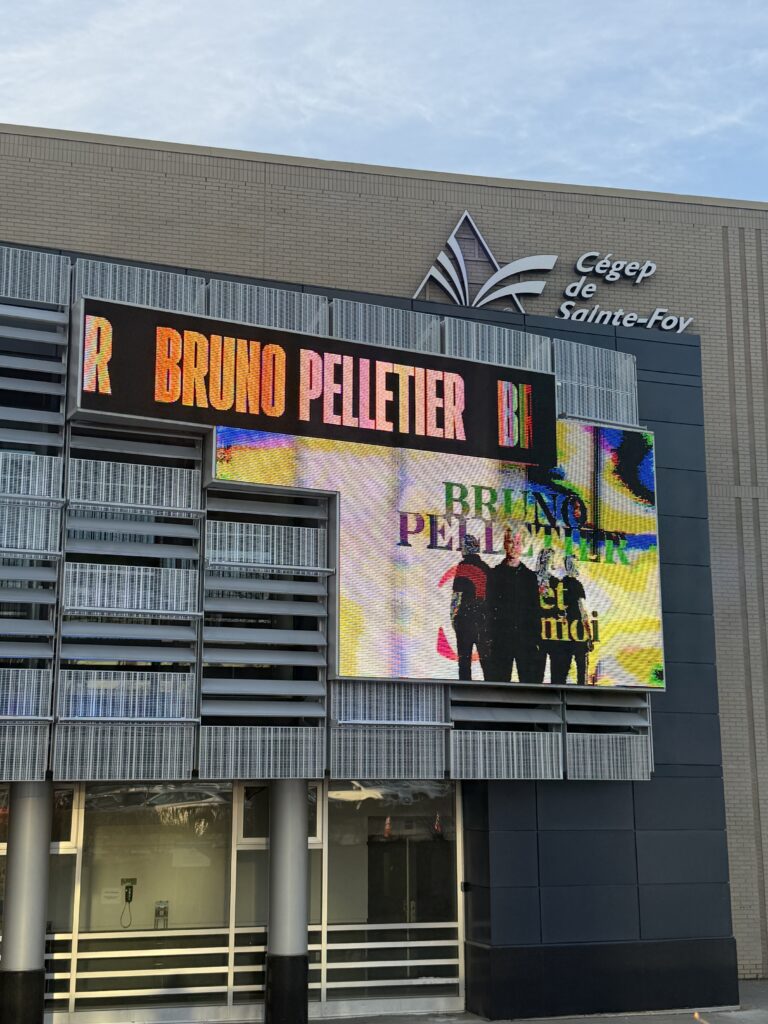 Cégep
de
Sainte-Foy
R BRUNO PELLETIER B
BRUNO
PELLETIER
et
moi